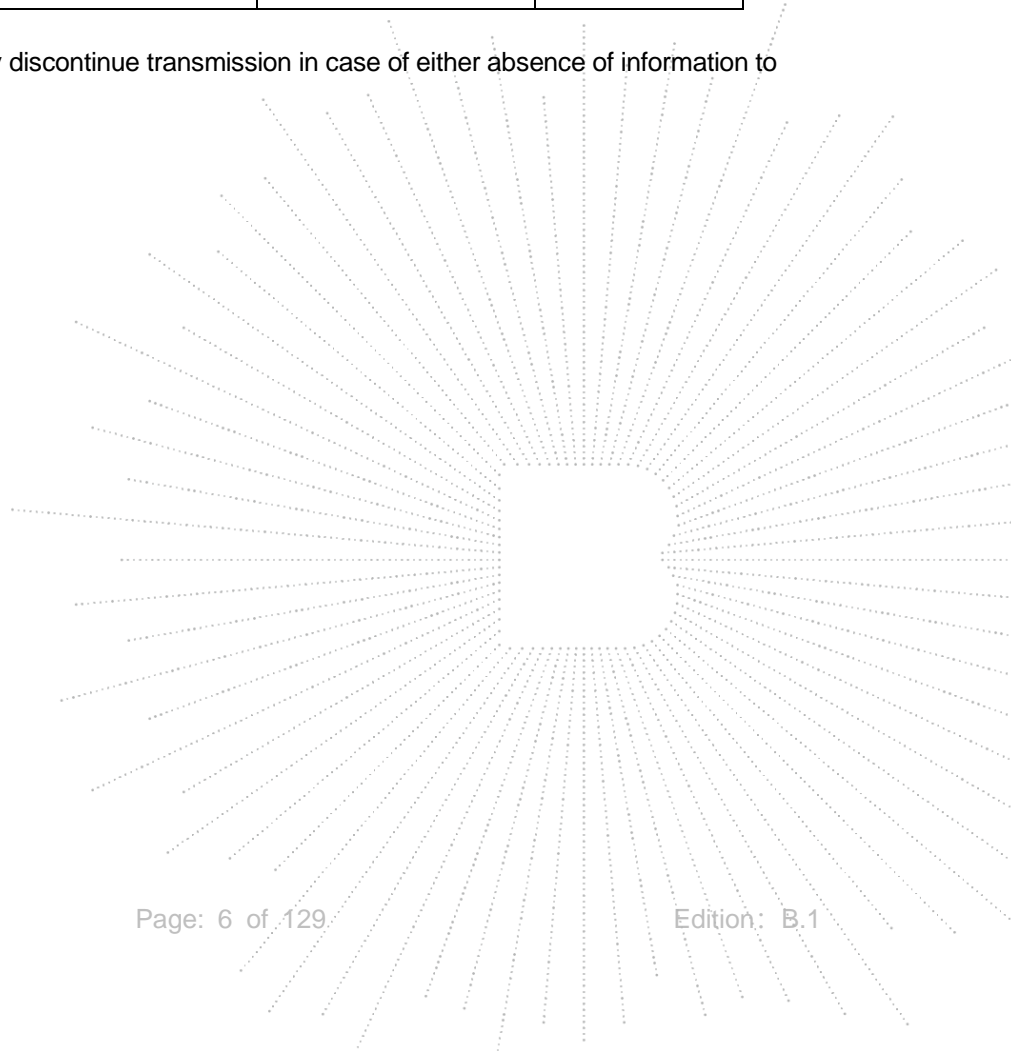 discontinue transmission in case of either absence of information to
Page: 6 of 129 Edition: B.1